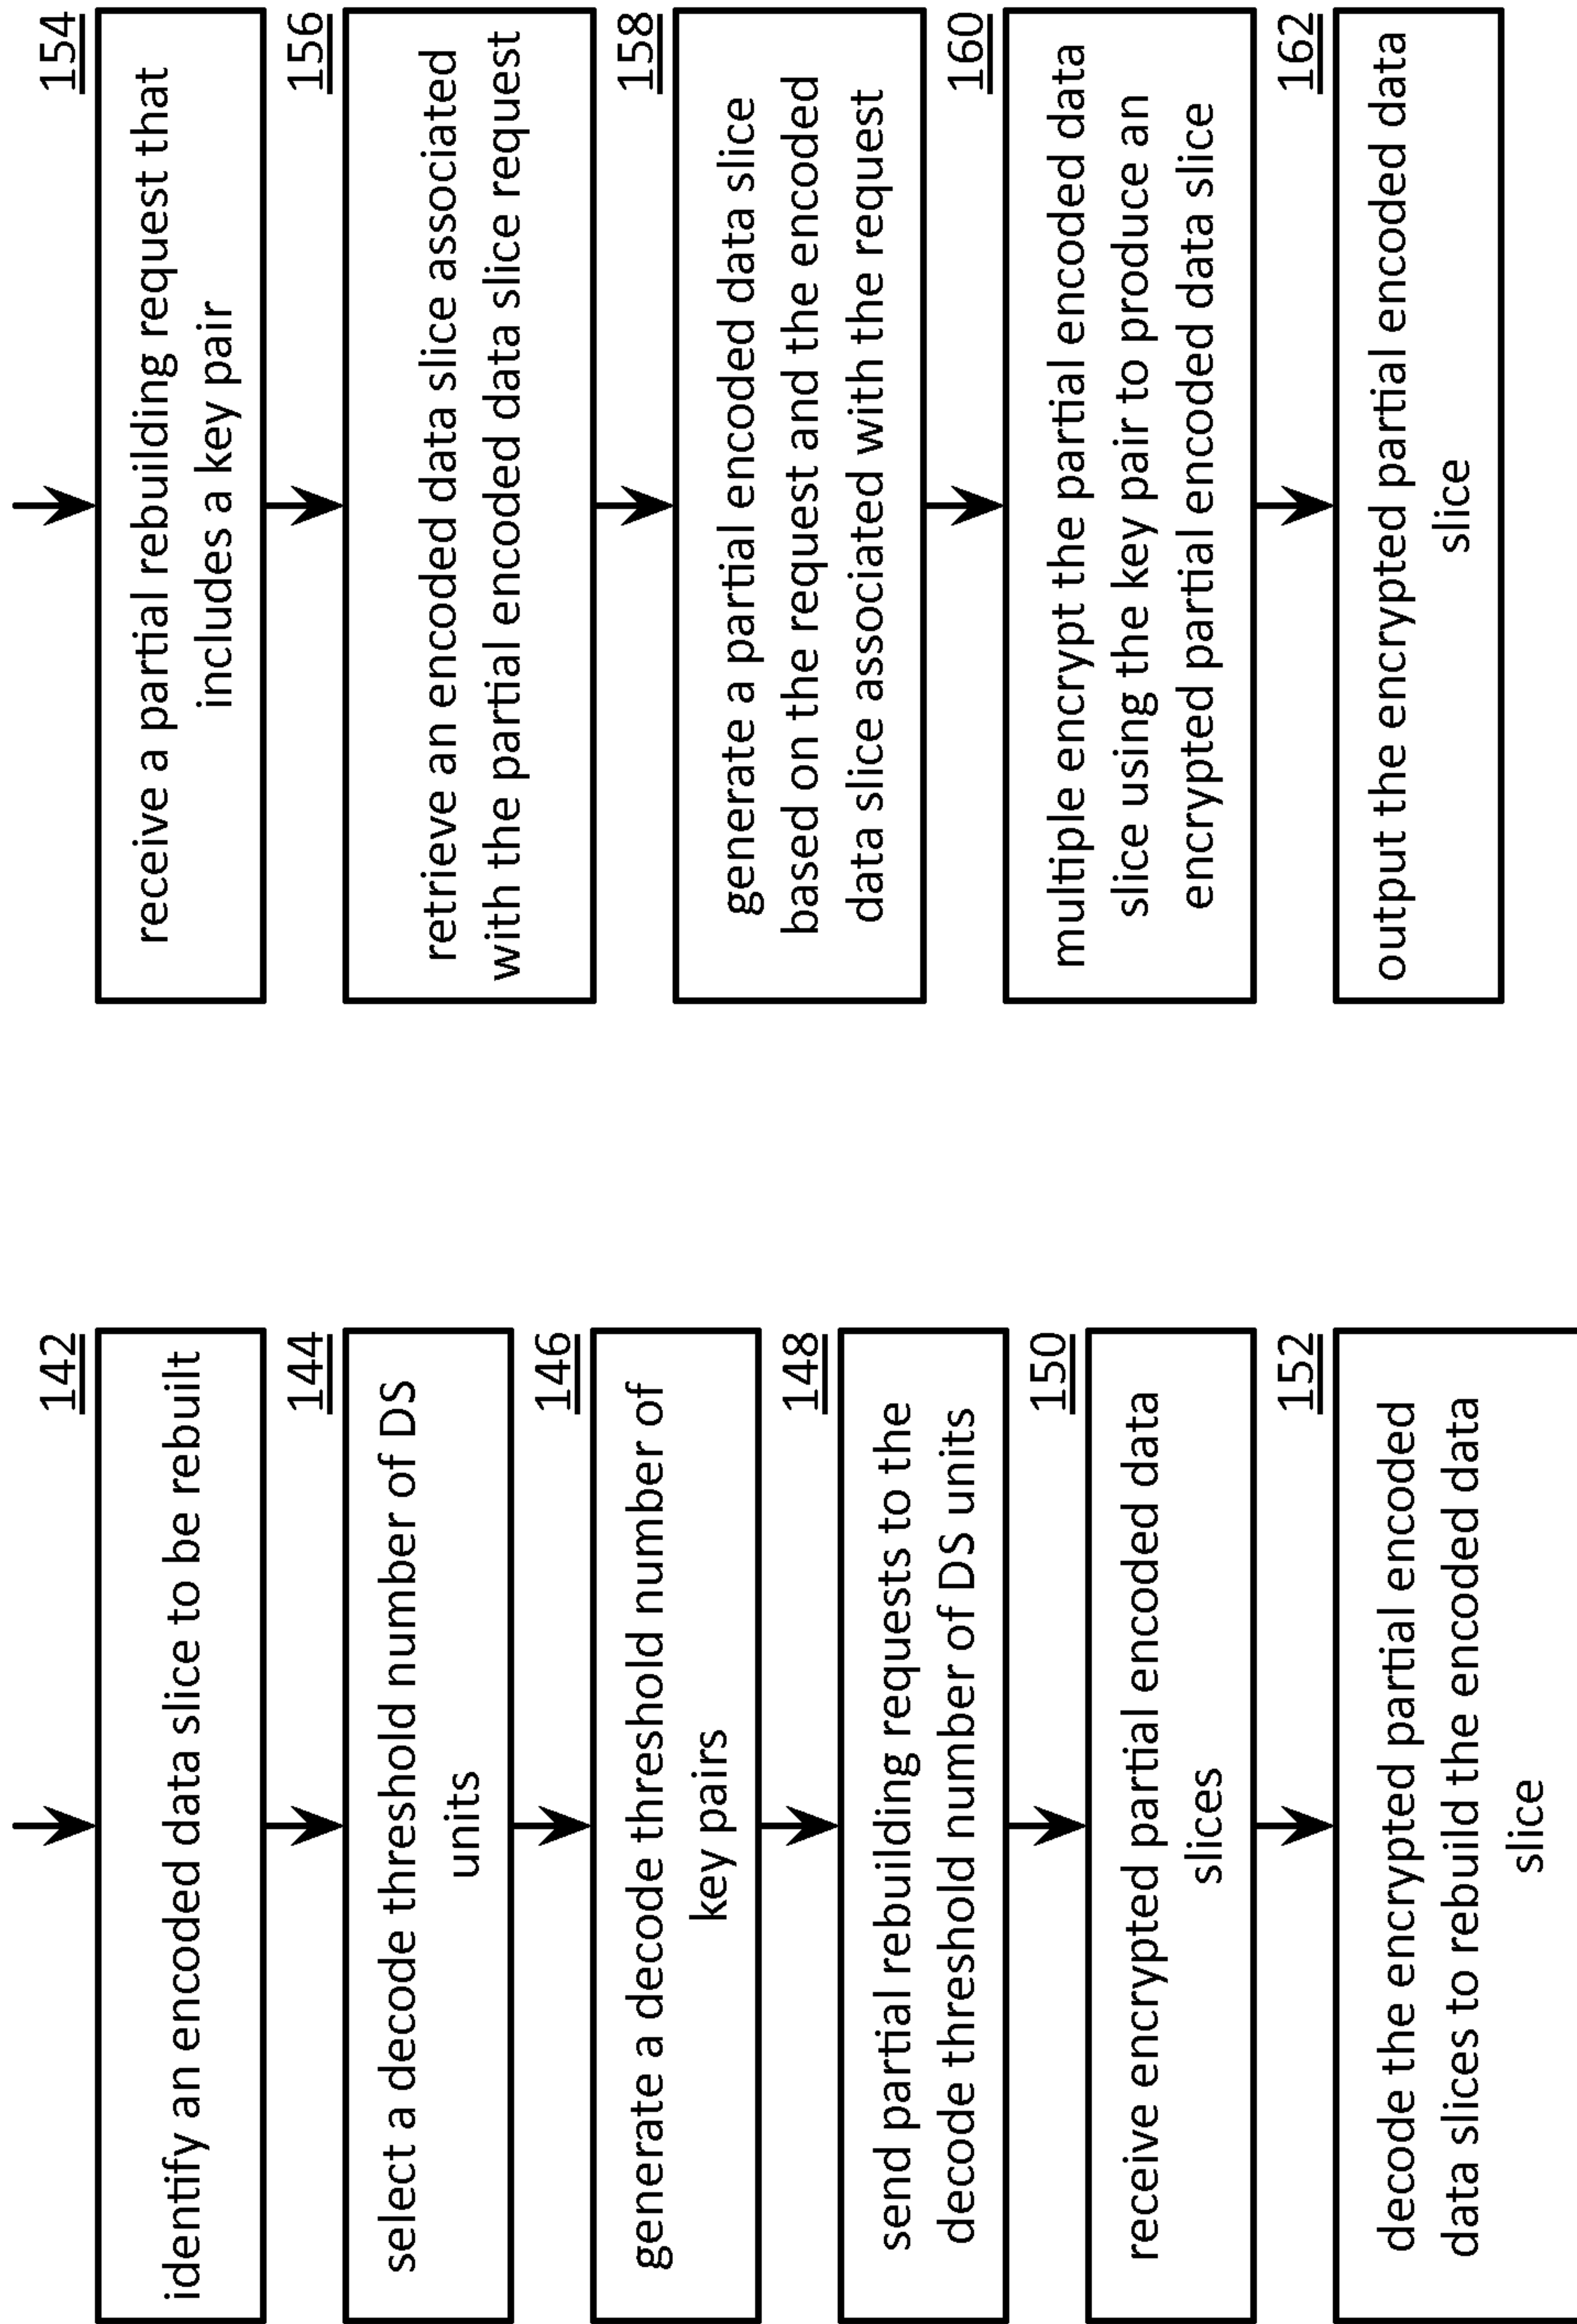 142
identify an encoded data slice to be rebuilt
144
select a decode threshold number of DS
units
146
generate a decode threshold number of
key pairs
148
send partial rebuilding requests to the
decode threshold number of DS units
150
receive encrypted partial encoded data
slices
152
decode the encrypted partial encoded
data slices to rebuild the encoded data
slice
154
receive a partial rebuilding request that
includes a key pair
156
retrieve an encoded data slice associated
with the partial encoded data slice request
158
generate a partial encoded data slice
based on the request and the encoded
data slice associated with the request
160
multiple encrypt the partial encoded data
slice using the key pair to produce an
encrypted partial encoded data slice
162
output the encrypted partial encoded data
slice